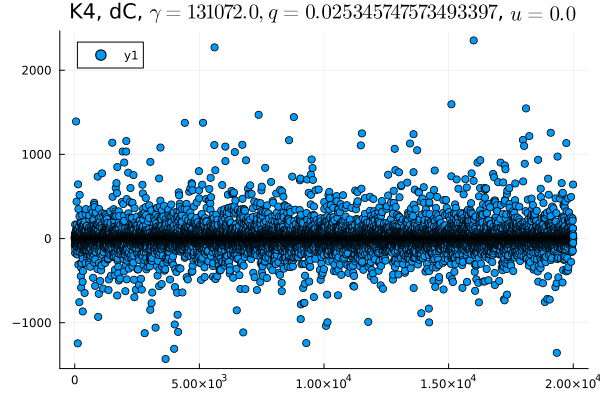 K4, dC, γ = 131072.0, q = 0.025345747573493397, u = 0.0
y1
2000
1000
0
−1000
0 5.00×10³ 1.00×10⁴ 1.50×10⁴ 2.00×10⁴